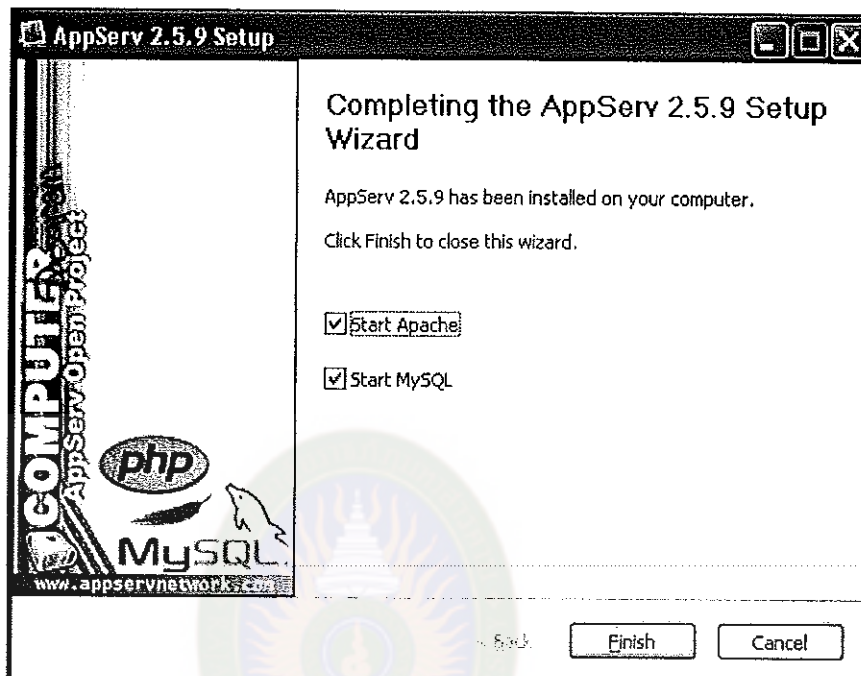 AppServ 2.5.9 Setup
Completing the AppServ 2.5.9 Setup
Wizard
AppServ 2.5.9 has been installed on your computer.
Click Finish to close this wizard.
Start Apache
Start MySQL
COMPUTER
AppServ Open Project
php
MySQL
www.appservnetwork.com
< Back
Finish
Cancel